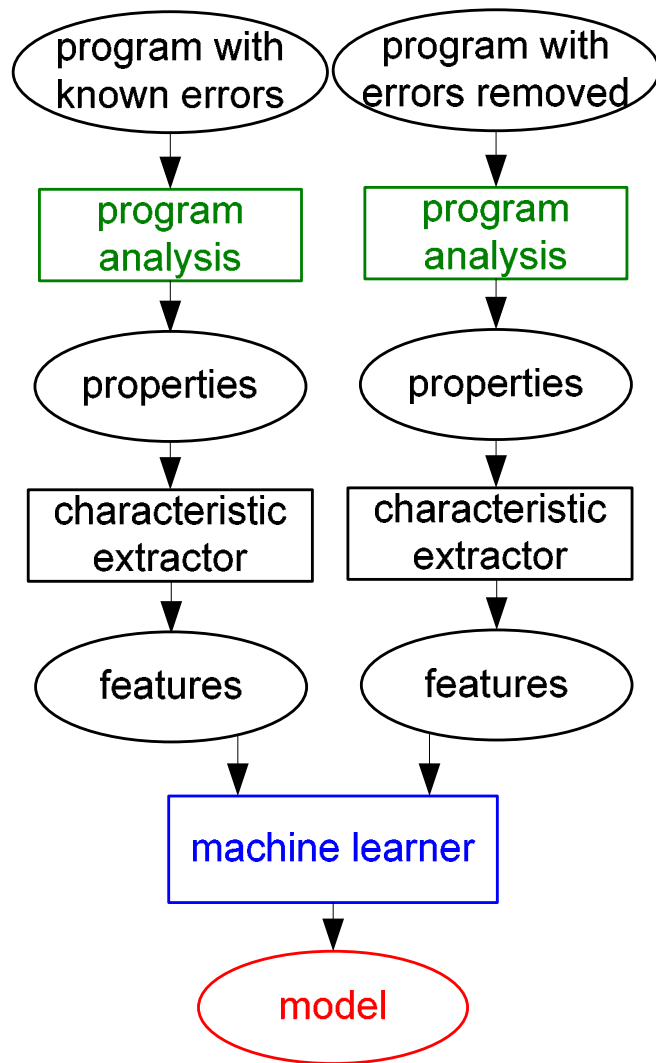 program with
known errors
program with
errors removed
program
analysis
program
analysis
properties
properties
characteristic
extractor
characteristic
extractor
features
features
machine learner
model